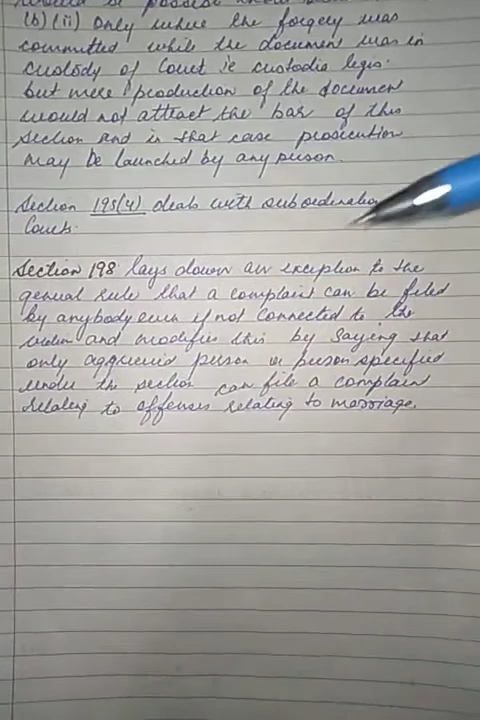 (b)(ii) Only where the forgery was
committed while the document was in
custody of Court ie custodia legis.
but mere production of the document
would not attract the bar of this
section and in that case prosecution
may be launched by any person.
Section 195(4) deals with subordination
Courts.
Section 198 lays down an exception to the
general rule that a complaint can be filed
by anybody even if not connected to the
victim and modifies this by saying that
only aggrieved person or person specified
under the section can file a complain
relating to offenses relating to marriage.